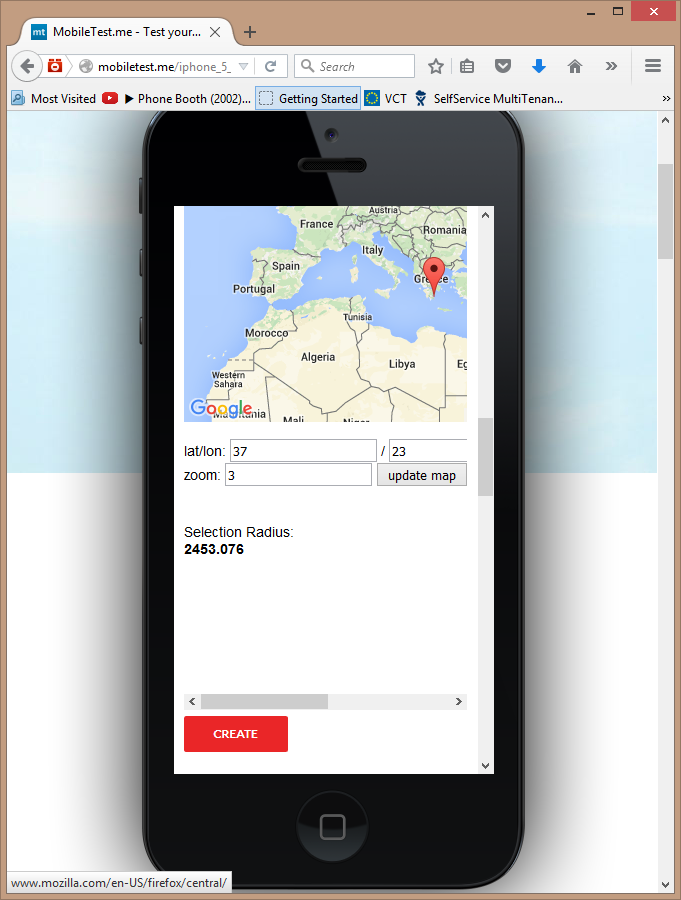 mt MobileTest.me - Test your...
mobiletest.me/iphone_5_
Search
Most Visited
Phone Booth (2002)...
Getting Started
VCT
SelfService MultiTenan...
Austria
France
Romania
Italy
Spain
Greece
Portugal
Tunisia
Morocco
Algeria
Libya
Eg
Western
Sahara
Google
Mauritania
Mali
Niger
lat/lon: 37 / 23
zoom: 3 update map
Selection Radius:
2453.076
CREATE
www.mozilla.com/en-US/firefox/central/